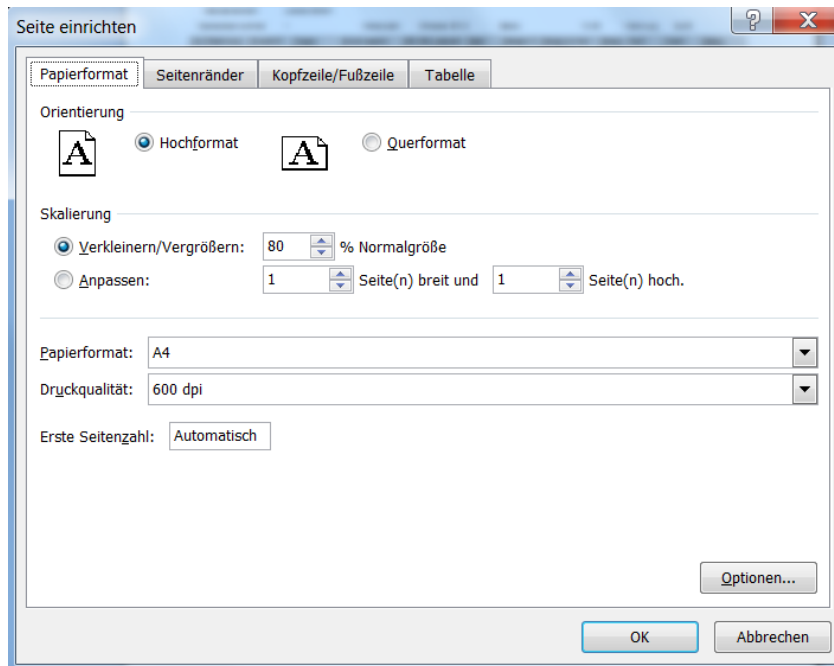 Seite einrichten
Papierformat Seitenränder Kopfzeile/Fußzeile Tabelle
Orientierung
A Hochformat A Querformat
Skalierung
Verkleinern/Vergrößern: 80 % Normalgröße
Anpassen: 1 Seite(n) breit und 1 Seite(n) hoch.
Papierformat: A4
Druckqualität: 600 dpi
Erste Seitenzahl: Automatisch
Optionen...
OK Abbrechen